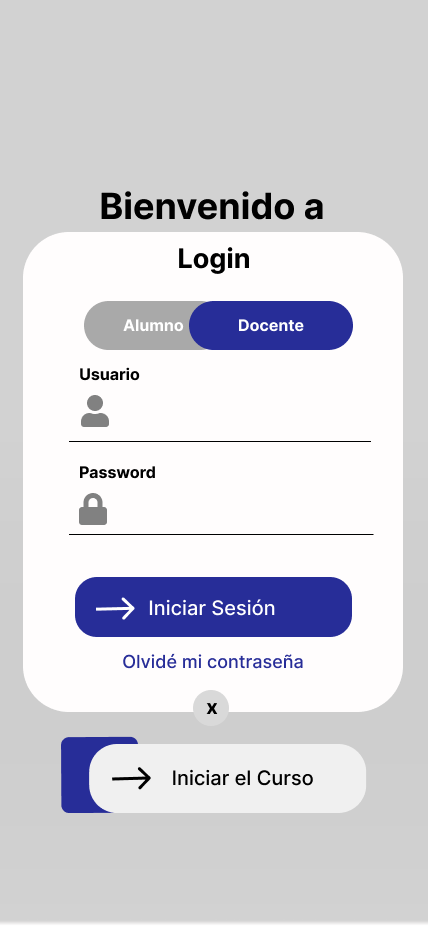 Bienvenido a
Login
Alumno
Docente
Usuario
Password
Iniciar Sesión
Olvidé mi contraseña
x
Iniciar el Curso